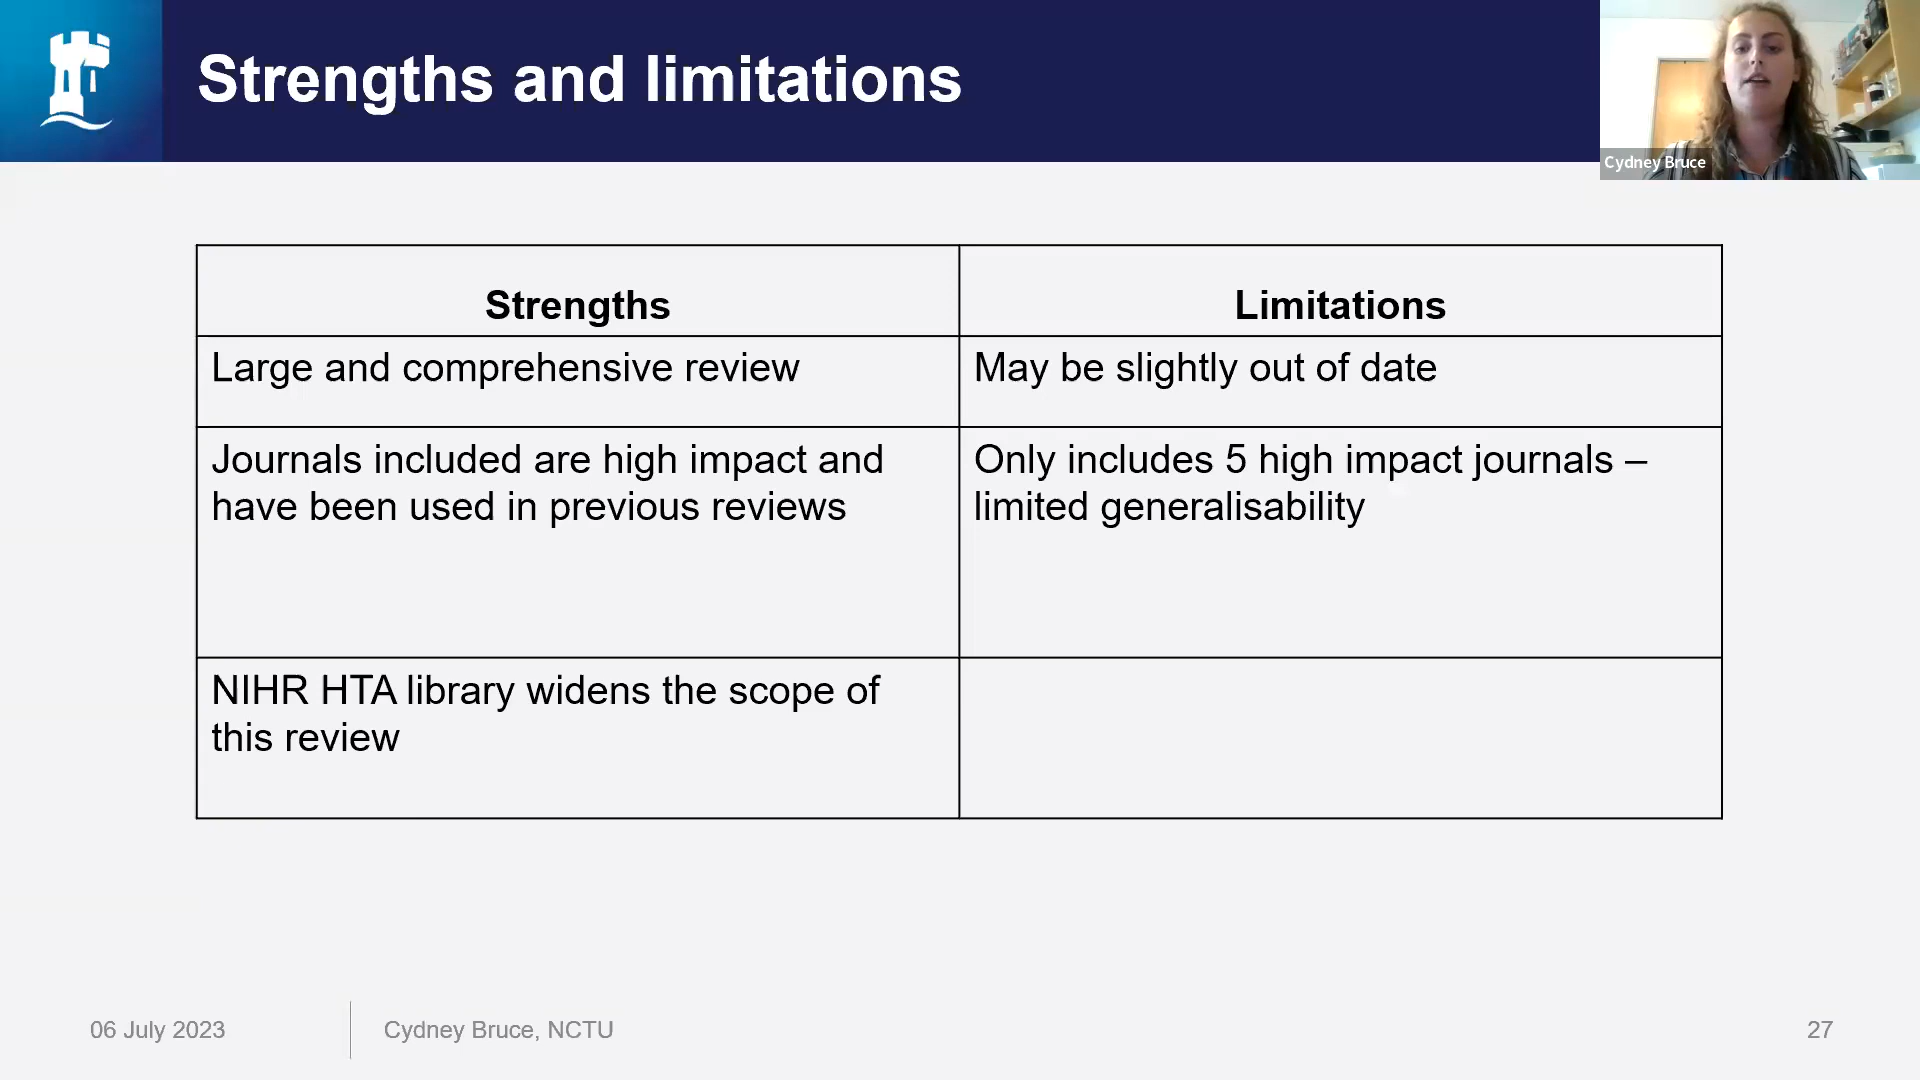 Strengths and limitations
Cydney Bruce
Strengths
Limitations
Large and comprehensive review
May be slightly out of date
Journals included are high impact and
have been used in previous reviews
Only includes 5 high impact journals –
limited generalisability
NIHR HTA library widens the scope of
this review
06 July 2023
Cydney Bruce, NCTU
27